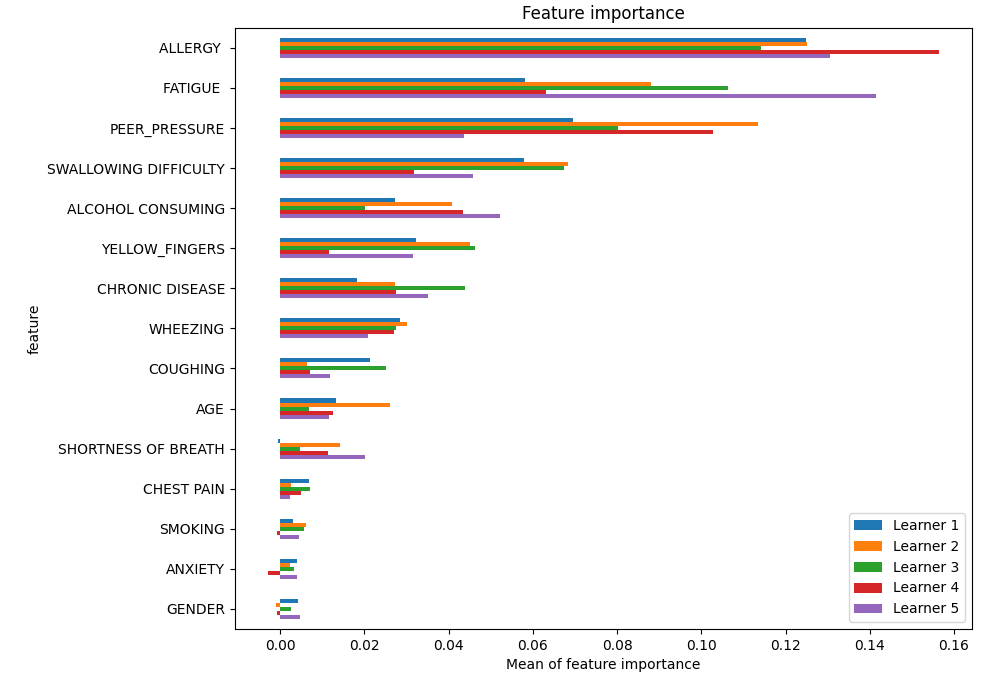 Feature importance
ALLERGY
FATIGUE
PEER_PRESSURE
SWALLOWING DIFFICULTY
ALCOHOL CONSUMING
YELLOW_FINGERS
CHRONIC DISEASE
WHEEZING
COUGHING
AGE
SHORTNESS OF BREATH
CHEST PAIN
SMOKING
ANXIETY
GENDER
feature
Learner 1
Learner 2
Learner 3
Learner 4
Learner 5
0.00 0.02 0.04 0.06 0.08 0.10 0.12 0.14 0.16
Mean of feature importance